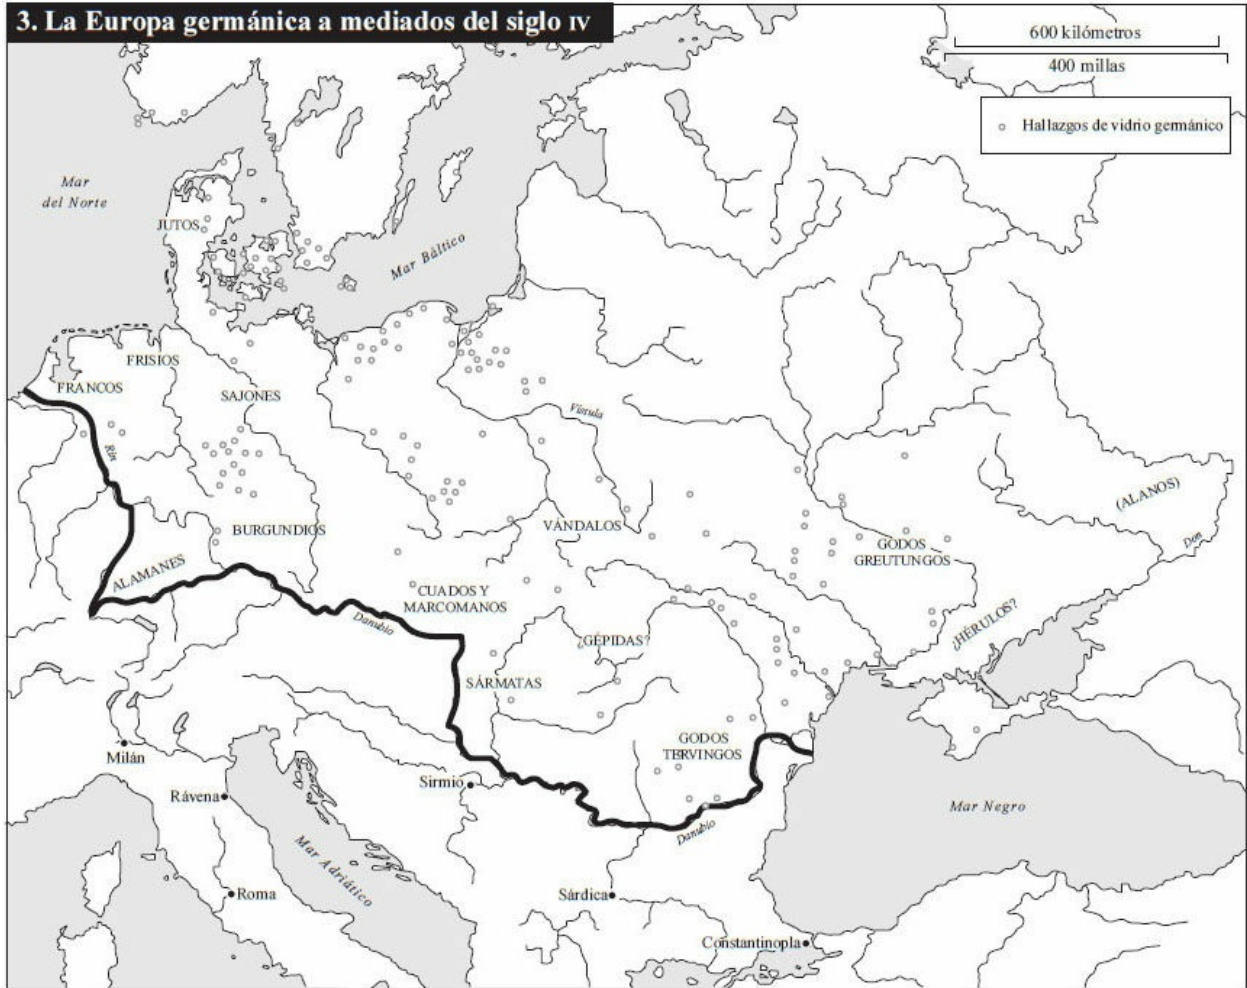 3. La Europa germánica a mediados del siglo IV
600 kilómetros
400 millas
Hallazgos de vidrio germánico
Mar
del Norte
JUTOS
Mar Báltico
FRISIOS
FRANCOS
SAJONES
Vístula
Rin
(ALANOS)
BURGUNDIOS
VÁNDALOS
GODOS
GREUTUNGOS
Don
ALAMANES
CUADOS Y
MARCOMANOS
Danubio
¿GÉPIDAS?
¿HÉRULOS?
SÁRMATAS
GODOS
TERVINGOS
Milán
Sirmio
Rávena
Mar Negro
Danubio
Mar Adriático
Roma
Sárdica
Constantinopla